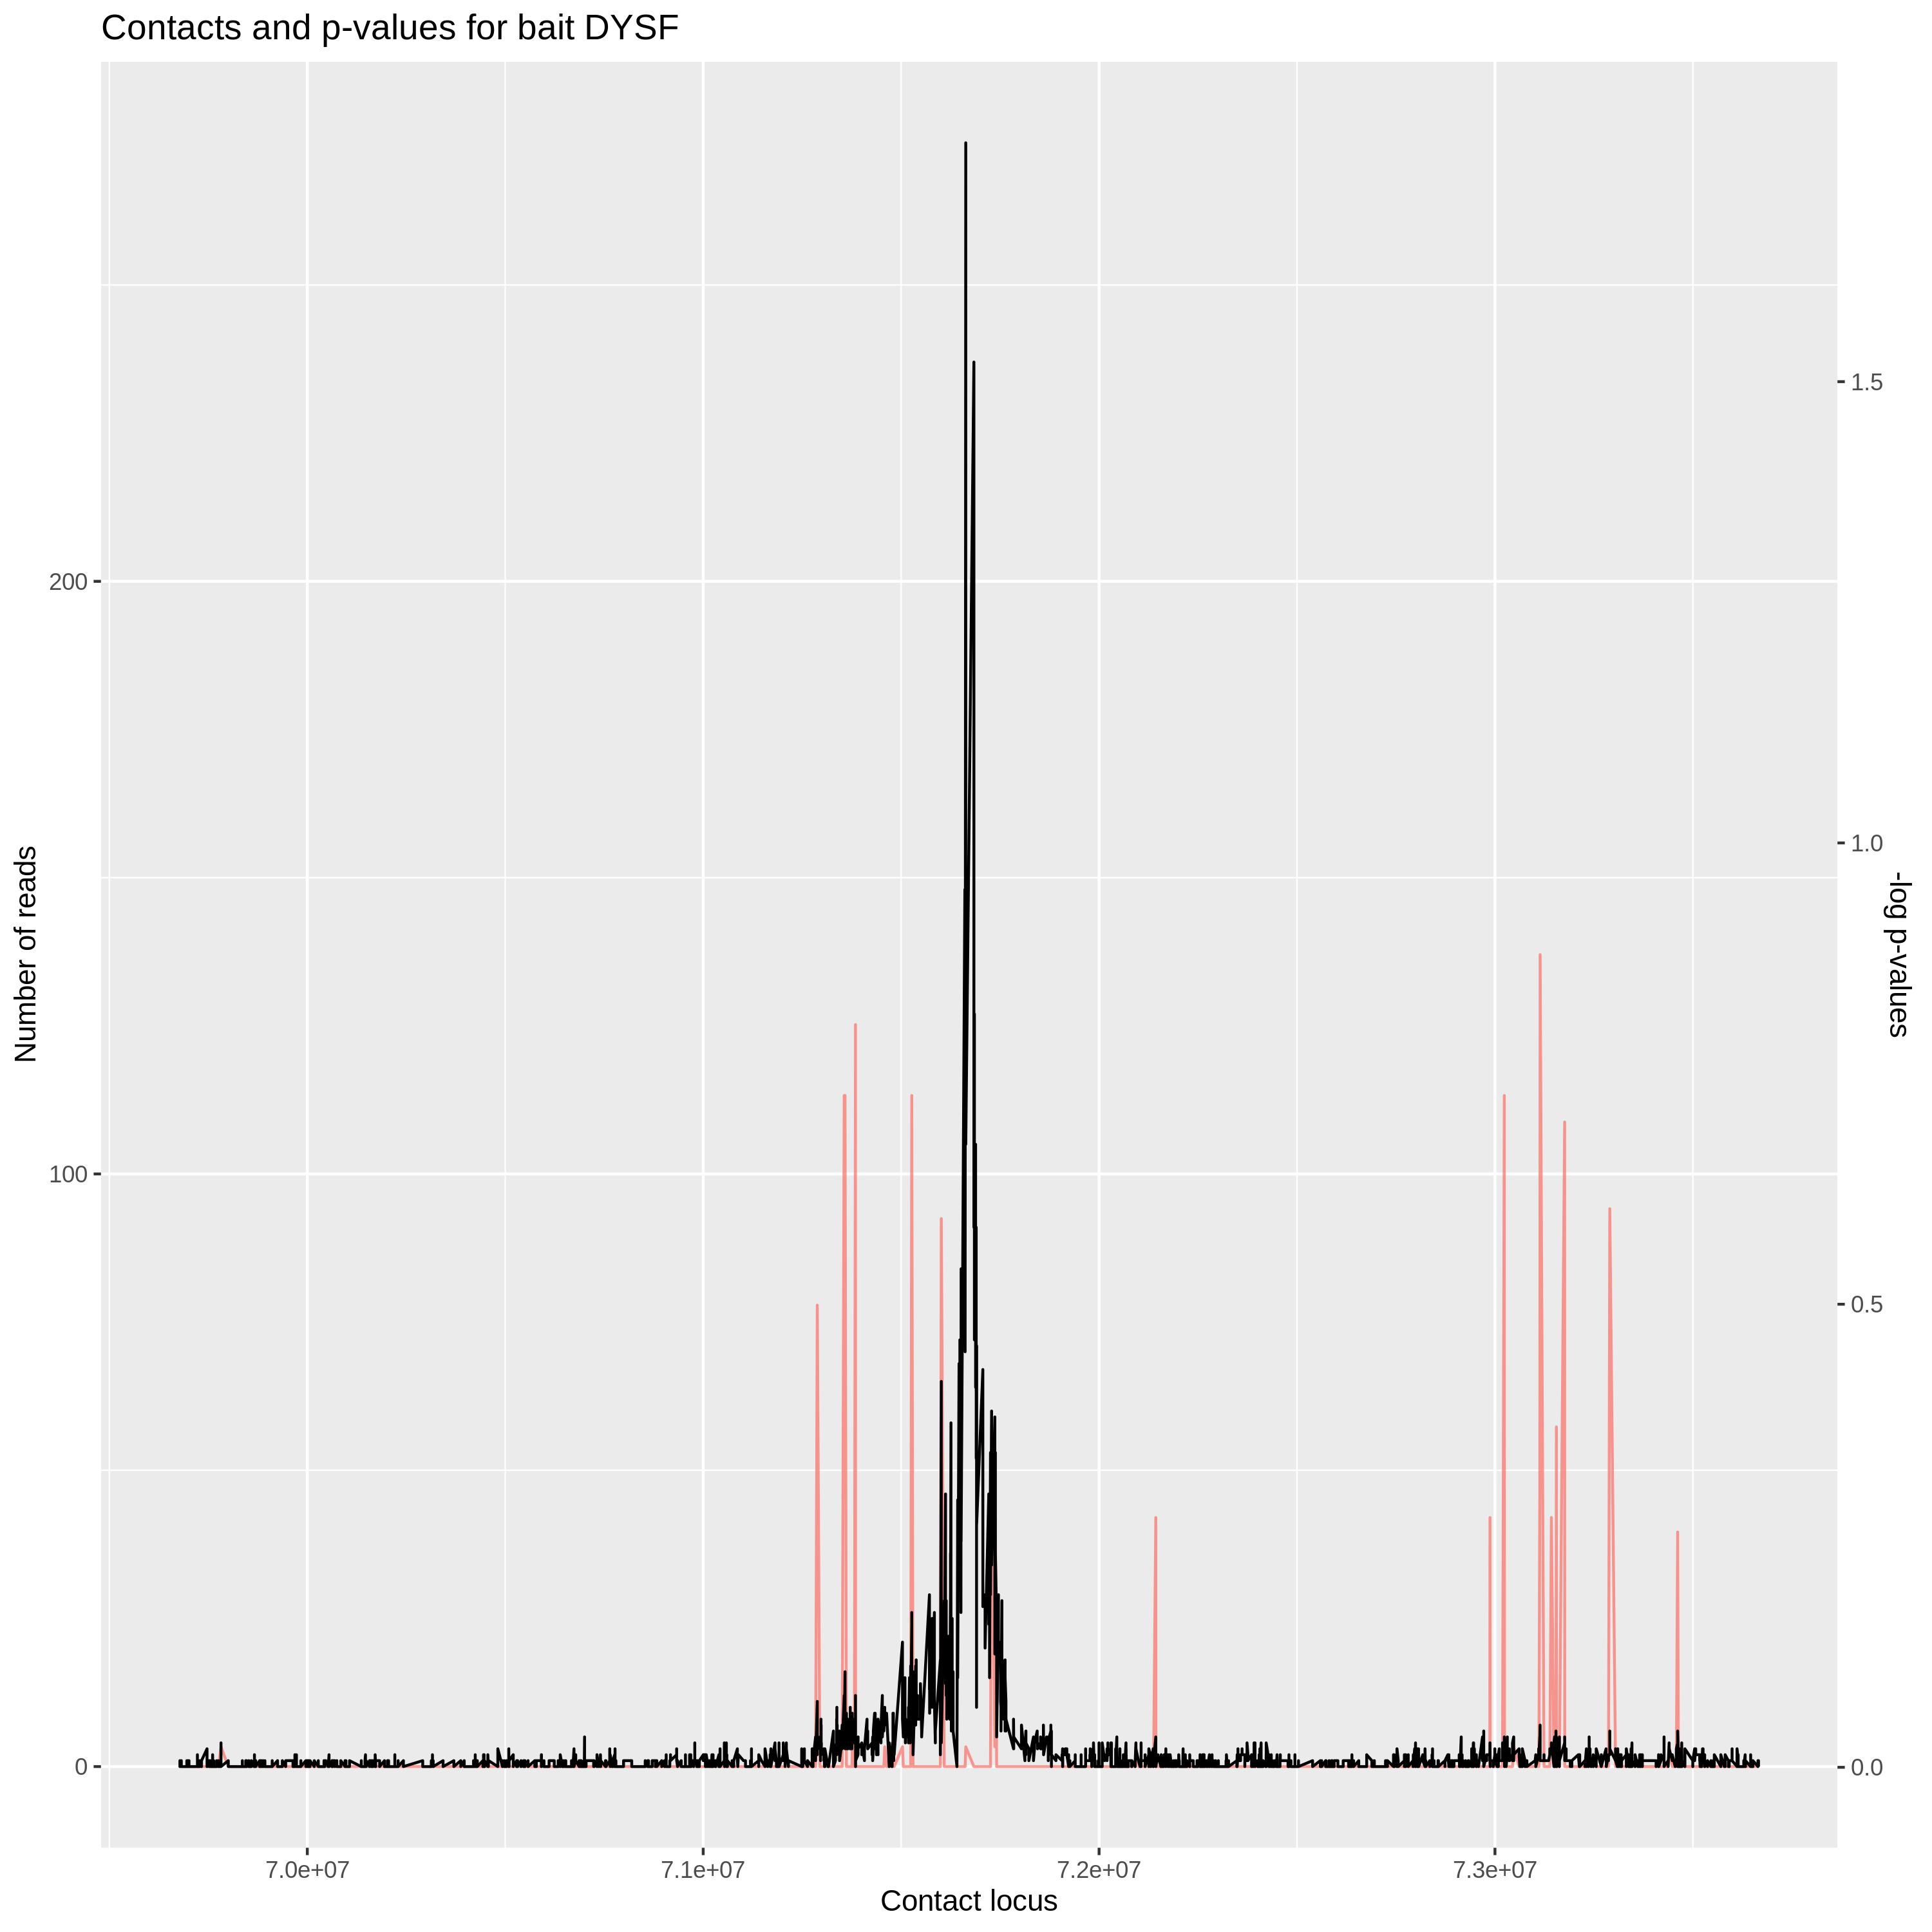 Contacts and p-values for bait DYSF
Number of reads
200
100
0
1.5
1.0
0.5
0.0
-log p-values
7.0e+07
7.1e+07
7.2e+07
7.3e+07
Contact locus